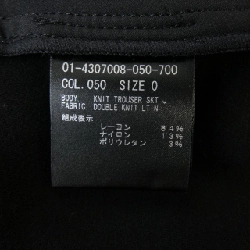 01-4307008-050-700
COL.050 SIZE 0
BODY KNIT TROUSER SKT
FABRIC DOUBLE KNIT
組成表示
レーヨン 84%
ナイロン 13%
ポリウレタン 3%